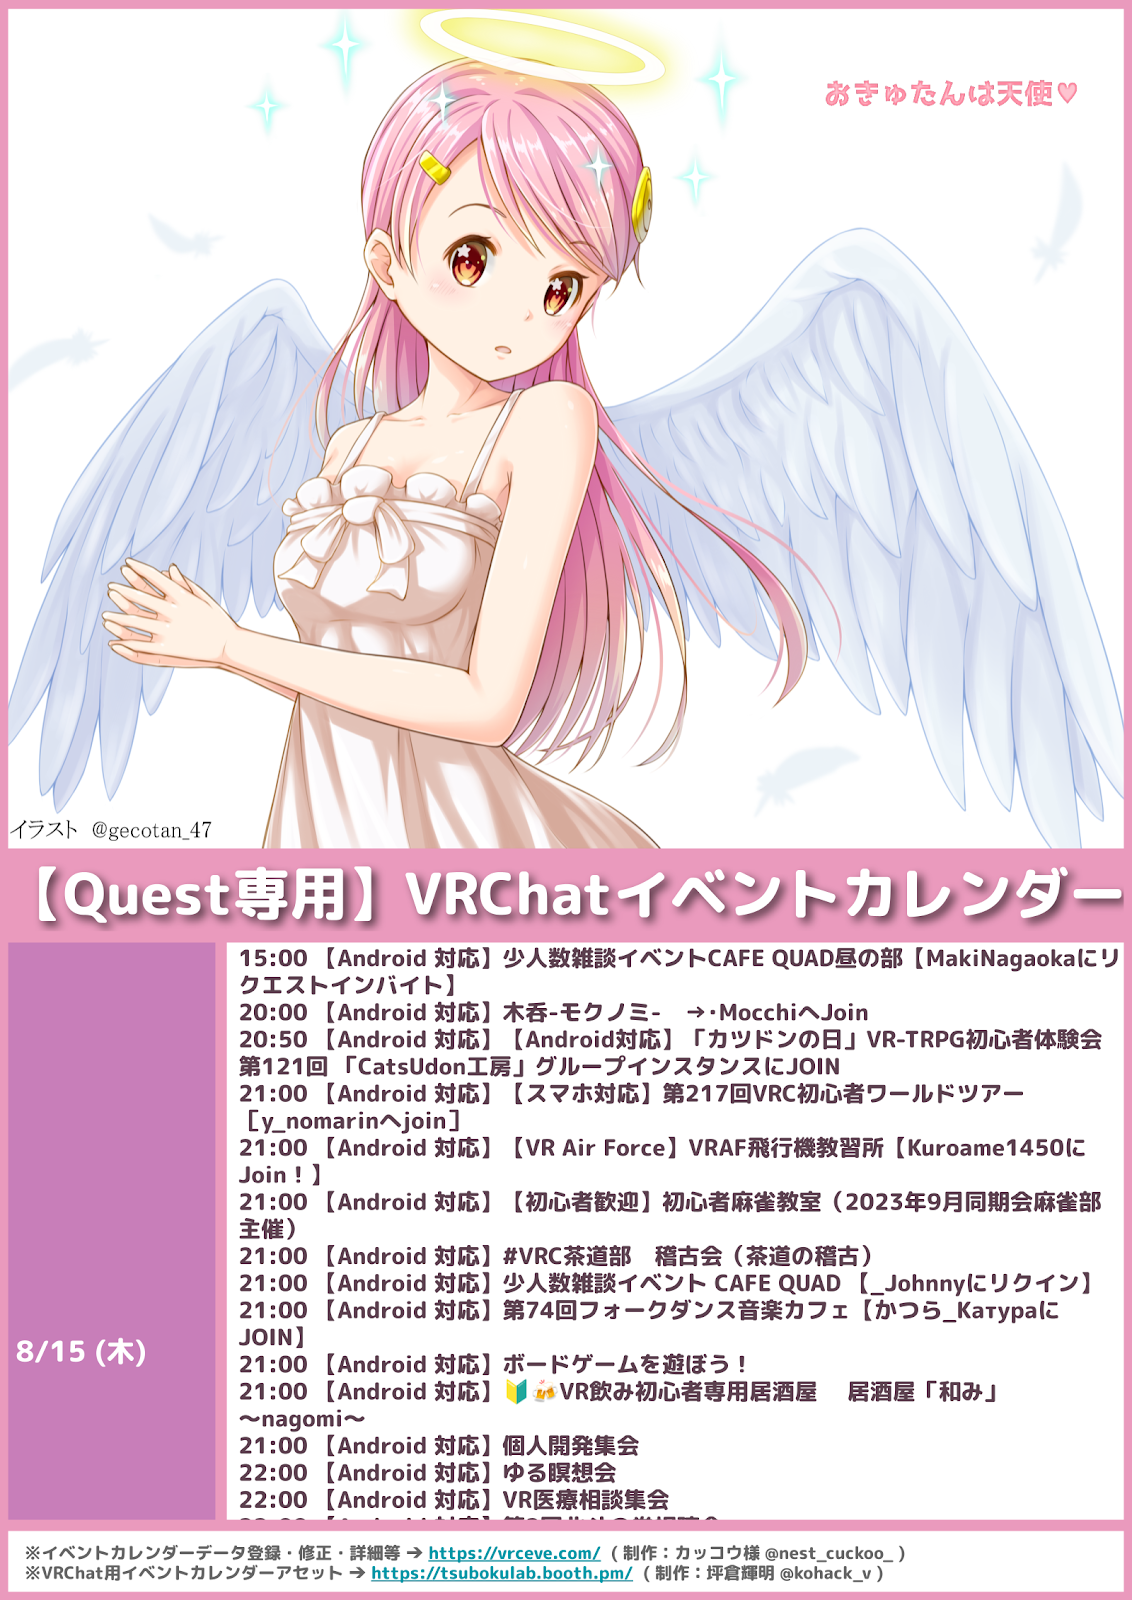 おきゅたんは天使♥
イラスト @gecotan_47
【Quest専用】VRChatイベントカレンダー
8/15 (木)
15:00 【Android 対応】少人数雑談イベントCAFE QUAD昼の部【MakiNagaokaにリ
クエストインバイト】
20:00 【Android 対応】木呑-モクノミ-　→･MocchiへJoin
20:50 【Android 対応】【Android対応】「カツドンの日」VR-TRPG初心者体験会
第121回 「CatsUdon工房」グループインスタンスにJOIN
21:00 【Android 対応】【スマホ対応】第217回VRC初心者ワールドツアー
［y_nomarinへjoin］
21:00 【Android 対応】【VR Air Force】VRAF飛行機教習所【Kuroame1450に
Join！】
21:00 【Android 対応】【初心者歓迎】初心者麻雀教室（2023年9月同期会麻雀部
主催）
21:00 【Android 対応】#VRC茶道部　稽古会（茶道の稽古）
21:00 【Android 対応】少人数雑談イベント CAFE QUAD 【_Johnnyにリクイン】
21:00 【Android 対応】第74回フォークダンス音楽カフェ【かつら_Катураに
JOIN】
21:00 【Android 対応】ボードゲームを遊ぼう！
21:00 【Android 対応】🔰🍻VR飲み初心者専用居酒屋　 居酒屋「和み」
～nagomi～
21:00 【Android 対応】個人開発集会
22:00 【Android 対応】ゆる瞑想会
22:00 【Android 対応】VR医療相談集会
※イベントカレンダーデータ登録・修正・詳細等 → https://vrceve.com/ ( 制作：カッコウ様 @nest_cuckoo_ )
※VRChat用イベントカレンダーアセット → https://tsubokulab.booth.pm/ ( 制作：坪倉輝明 @kohack_v )